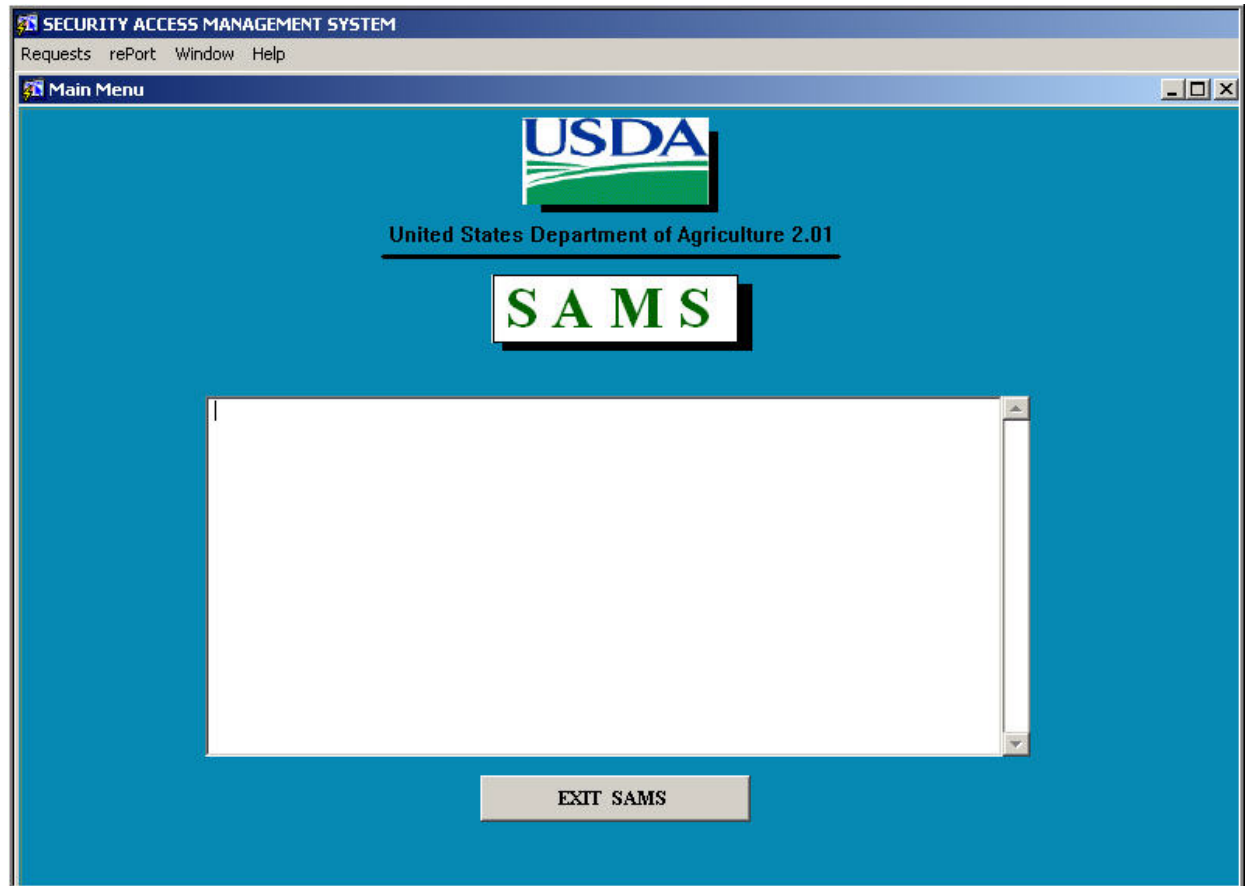 SECURITY ACCESS MANAGEMENT SYSTEM
Requests rePort Window Help
Main Menu
USDA
United States Department of Agriculture 2.01
SAMS
EXIT SAMS